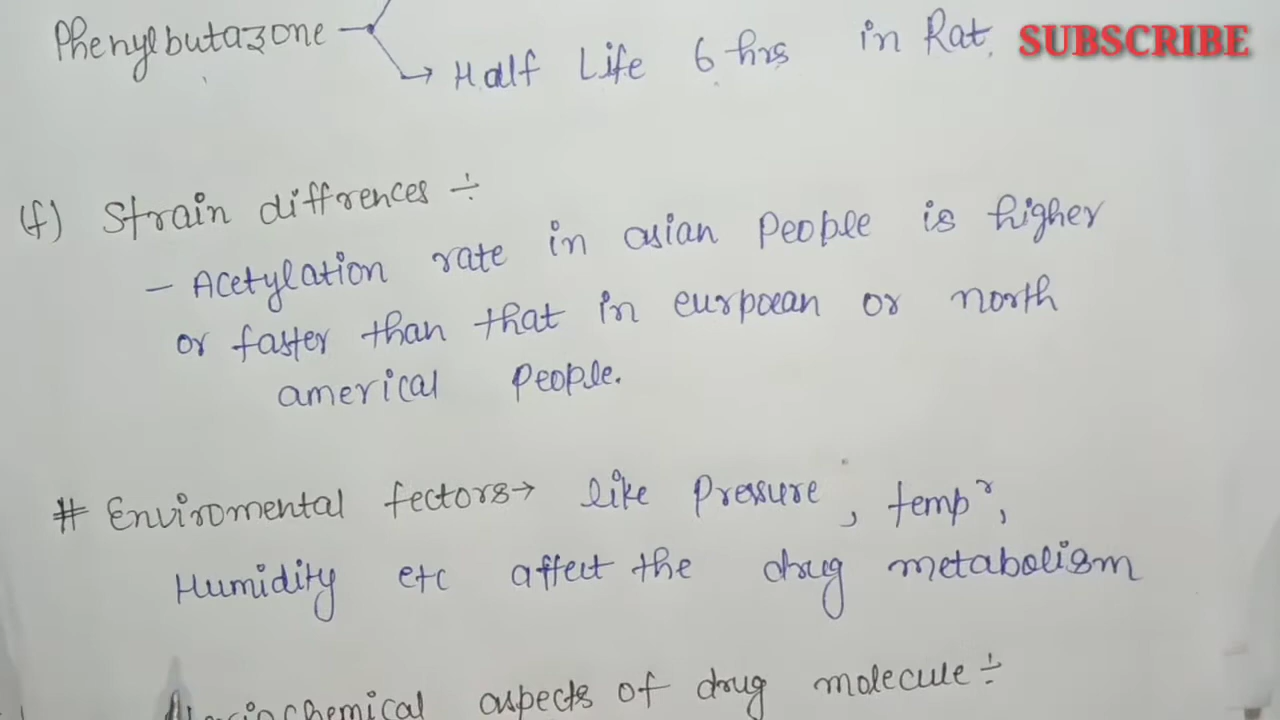 Phenylbutazone
Half Life 6 hrs in Rat
SUBSCRIBE
(f) Strain diffrences ÷
- Acetylation rate in asian people is higher
or faster than that in eurpoean or north
americal people.
# Enviromental fectors→ like pressure, tempʳ,
Humidity etc affect the drug metabolism
aspects of drug molecule ÷